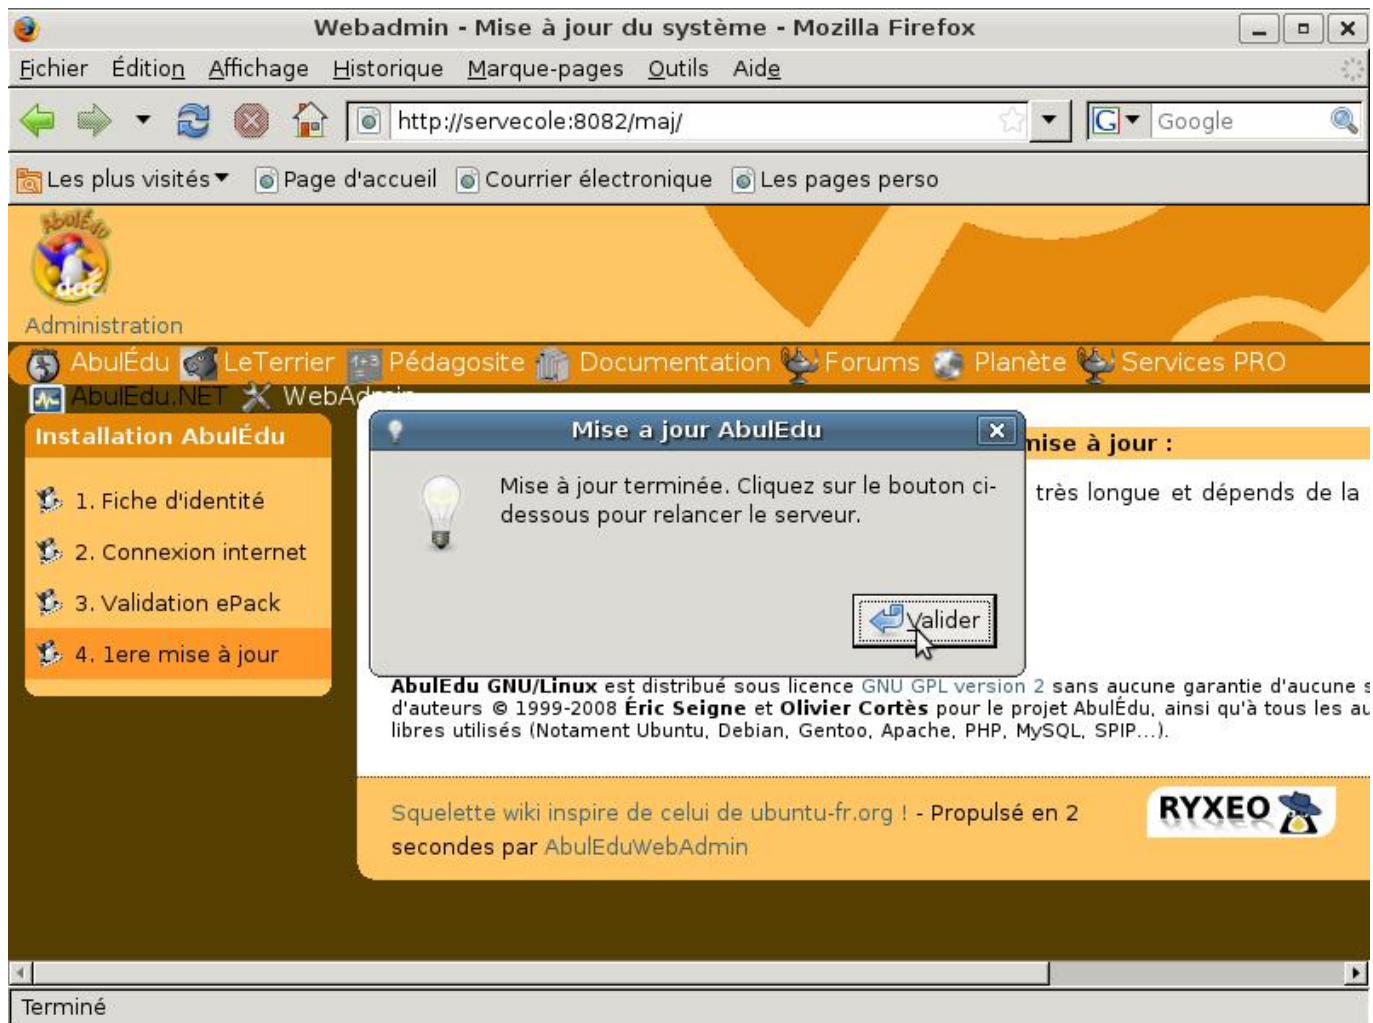 Webadmin - Mise à jour du système - Mozilla Firefox
Fichier Édition Affichage Historique Marque-pages Outils Aide
http://servecole:8082/maj/ G Google
Les plus visités Page d'accueil Courrier électronique Les pages perso
AbulÉdu
doc
Administration
AbulÉdu LeTerrier 1+3 Pédagosite Documentation Forums Planète Services PRO
AbulEdu.NET WebAdmin
Installation AbulÉdu
1. Fiche d'identité
2. Connexion internet
3. Validation ePack
4. 1ere mise à jour
Mise a jour AbulEdu
Mise à jour terminée. Cliquez sur le bouton ci-
dessous pour relancer le serveur.
Valider
mise à jour :
très longue et dépends de la
AbulEdu GNU/Linux est distribué sous licence GNU GPL version 2 sans aucune garantie d'aucune s
d'auteurs © 1999-2008 Éric Seigne et Olivier Cortès pour le projet AbulÉdu, ainsi qu'à tous les au
libres utilisés (Notament Ubuntu, Debian, Gentoo, Apache, PHP, MySQL, SPIP...).
Squelette wiki inspire de celui de ubuntu-fr.org ! - Propulsé en 2
secondes par AbulEduWebAdmin
RYXEO
Terminé